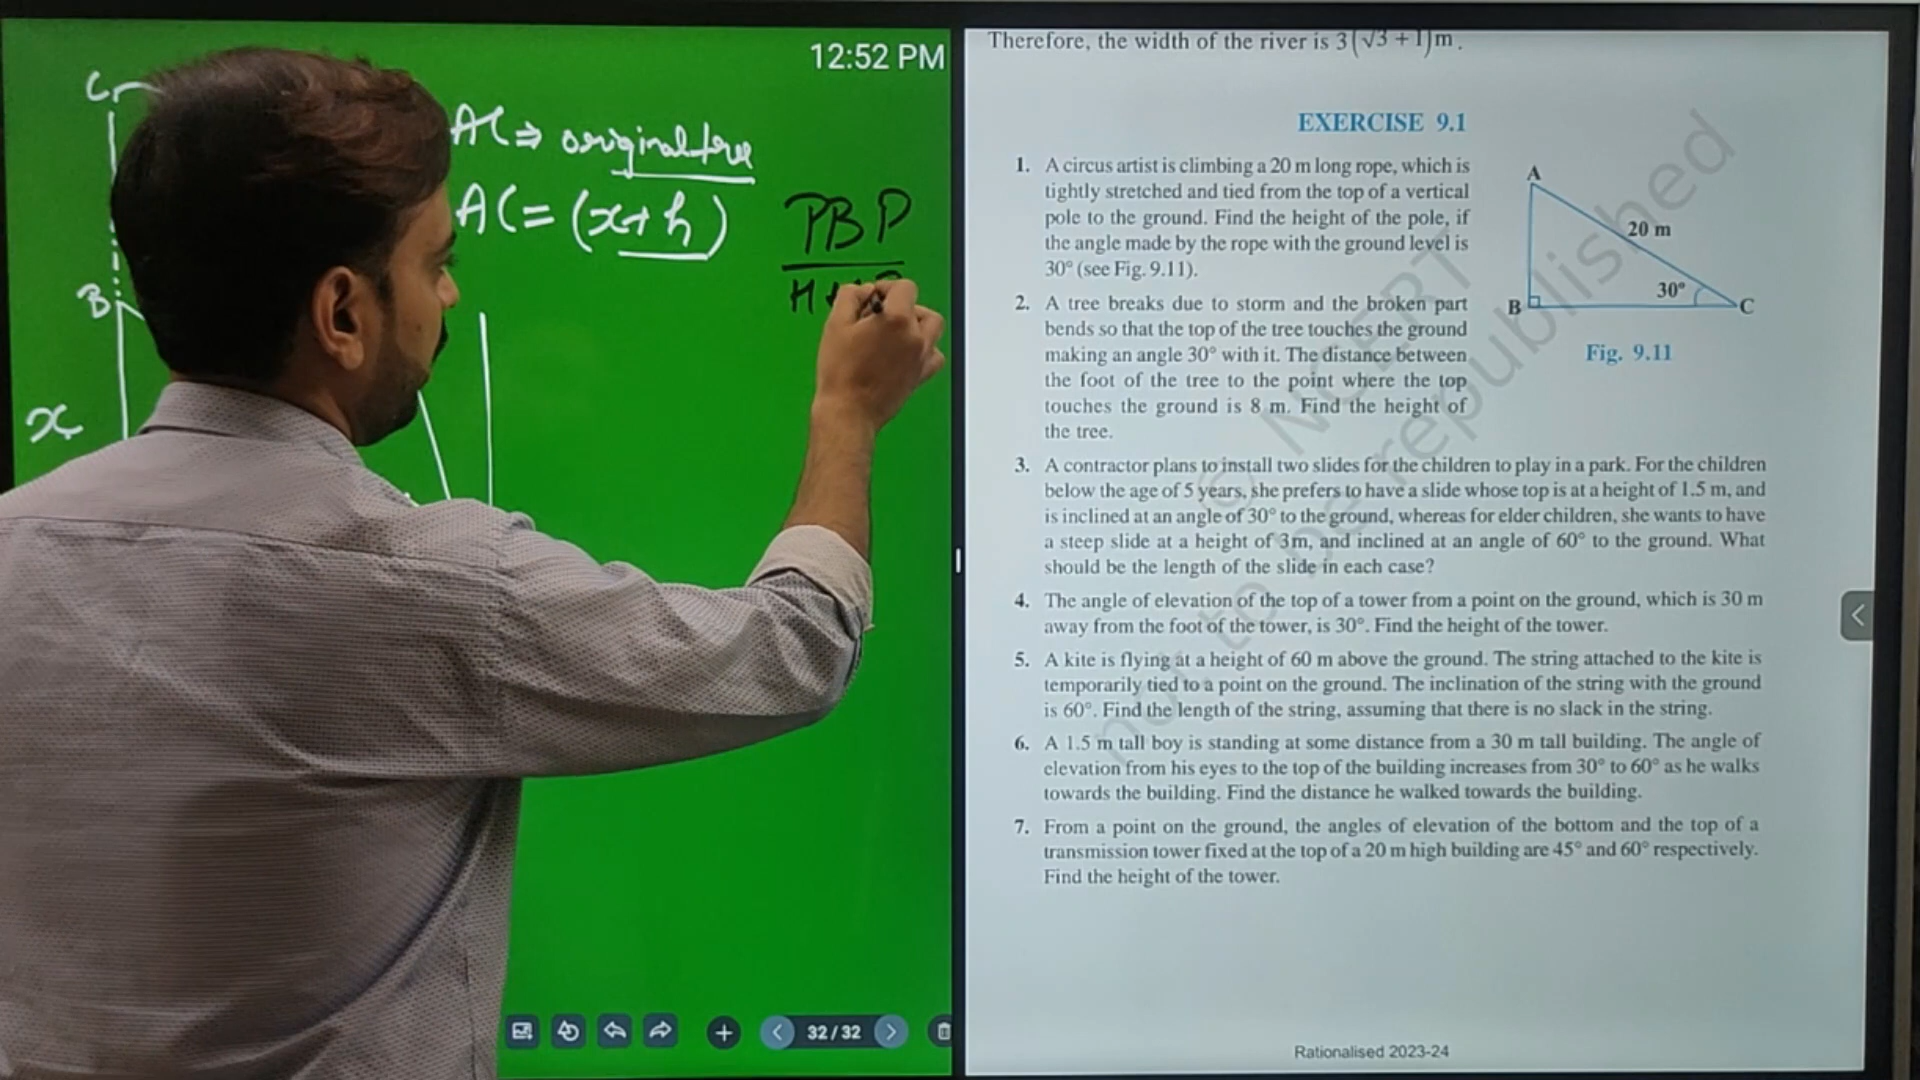 12:52 PM
C
AC ⇒ original tree
AC = (x+h)
PBP
B
x
32/32
Therefore, the width of the river is 3(√3 + 1)m.
EXERCISE 9.1
1. A circus artist is climbing a 20 m long rope, which is
tightly stretched and tied from the top of a vertical
pole to the ground. Find the height of the pole, if
the angle made by the rope with the ground level is
30° (see Fig. 9.11).
A
20 m
30°
B
C
Fig. 9.11
2. A tree breaks due to storm and the broken part
bends so that the top of the tree touches the ground
making an angle 30° with it. The distance between
the foot of the tree to the point where the top
touches the ground is 8 m. Find the height of
the tree.
3. A contractor plans to install two slides for the children to play in a park. For the children
below the age of 5 years, she prefers to have a slide whose top is at a height of 1.5 m, and
is inclined at an angle of 30° to the ground, whereas for elder children, she wants to have
a steep slide at a height of 3m, and inclined at an angle of 60° to the ground. What
should be the length of the slide in each case?
4. The angle of elevation of the top of a tower from a point on the ground, which is 30 m
away from the foot of the tower, is 30°. Find the height of the tower.
5. A kite is flying at a height of 60 m above the ground. The string attached to the kite is
temporarily tied to a point on the ground. The inclination of the string with the ground
is 60°. Find the length of the string, assuming that there is no slack in the string.
6. A 1.5 m tall boy is standing at some distance from a 30 m tall building. The angle of
elevation from his eyes to the top of the building increases from 30° to 60° as he walks
towards the building. Find the distance he walked towards the building.
7. From a point on the ground, the angles of elevation of the bottom and the top of a
transmission tower fixed at the top of a 20 m high building are 45° and 60° respectively.
Find the height of the tower.
© NCERT
not to be republished
Rationalised 2023-24